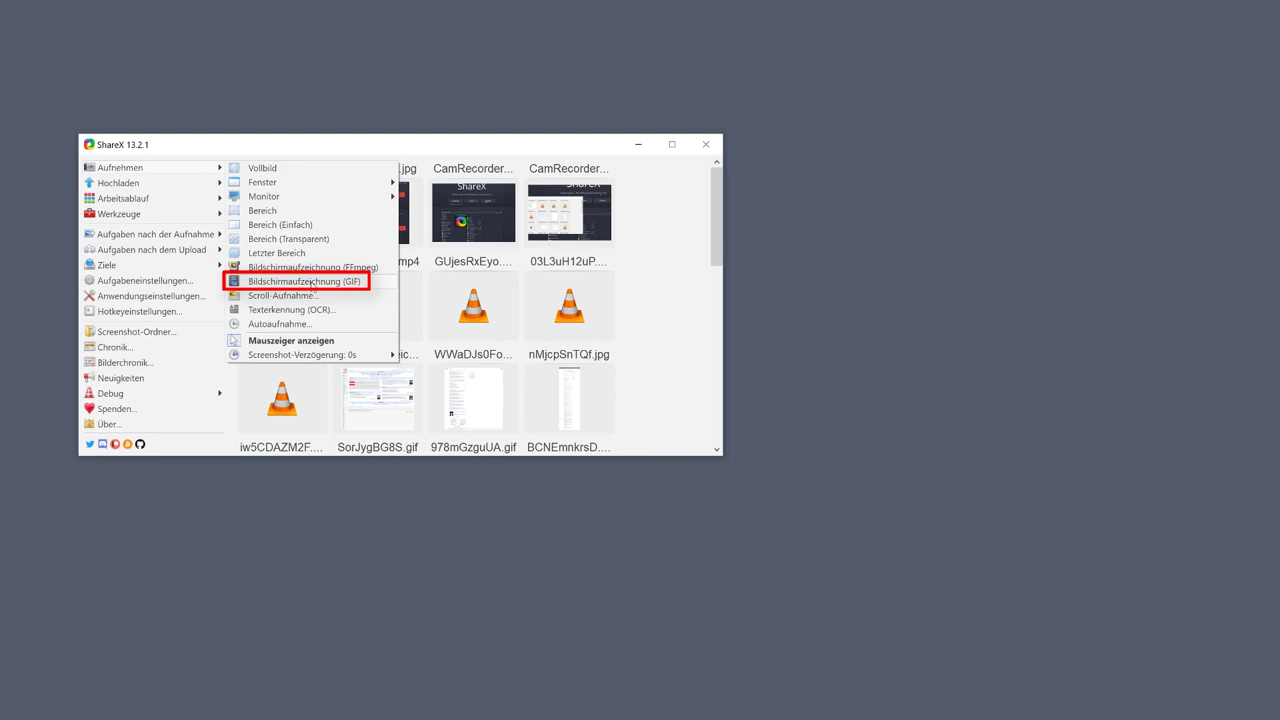 ShareX 13.2.1
Aufnehmen
Hochladen
Arbeitsablauf
Werkzeuge
Aufgaben nach der Aufnahme
Aufgaben nach dem Upload
Ziele
Aufgabeneinstellungen...
Anwendungseinstellungen...
Hotkeyeinstellungen...
Screenshot-Ordner...
Chronik...
Bilderchronik...
Neuigkeiten
Debug
Spenden...
Über...
Vollbild
Fenster
Monitor
Bereich
Bereich (Einfach)
Bereich (Transparent)
Letzter Bereich
Bildschirmaufzeichnung (FFmpeg)
Bildschirmaufzeichnung (GIF)
Scroll-Aufnahme...
Texterkennung (OCR)...
Autoaufnahme...
Mauszeiger anzeigen
Screenshot-Verzögerung: 0s
.jpg CamRecorder... CamRecorder...
ShareX ShareX
mp4 GUjesRxEyo.... 03L3uH12uP....
eic... WWaDJs0Fo... nMjcpSnTQf.jpg
iw5CDAZM2F.... SorJygBG8S.gif 978mGzguUA.gif BCNEmnkrsD....